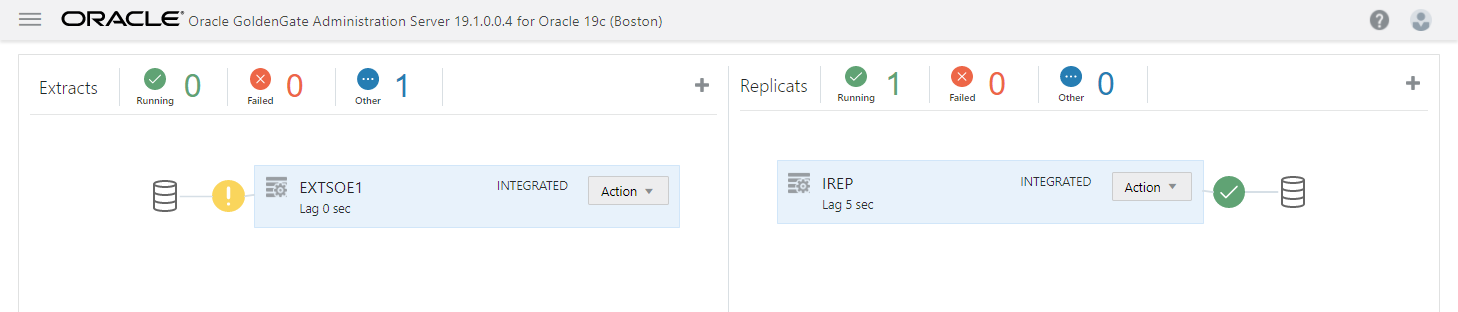 ORACLE® Oracle GoldenGate Administration Server 19.1.0.0.4 for Oracle 19c (Boston) ?
Extracts Running 0 Failed 0 Other 1 +
Replicats Running 1 Failed 0 Other 0 +
EXTSOE1 INTEGRATED Action
Lag 0 sec
IREP INTEGRATED Action
Lag 5 sec